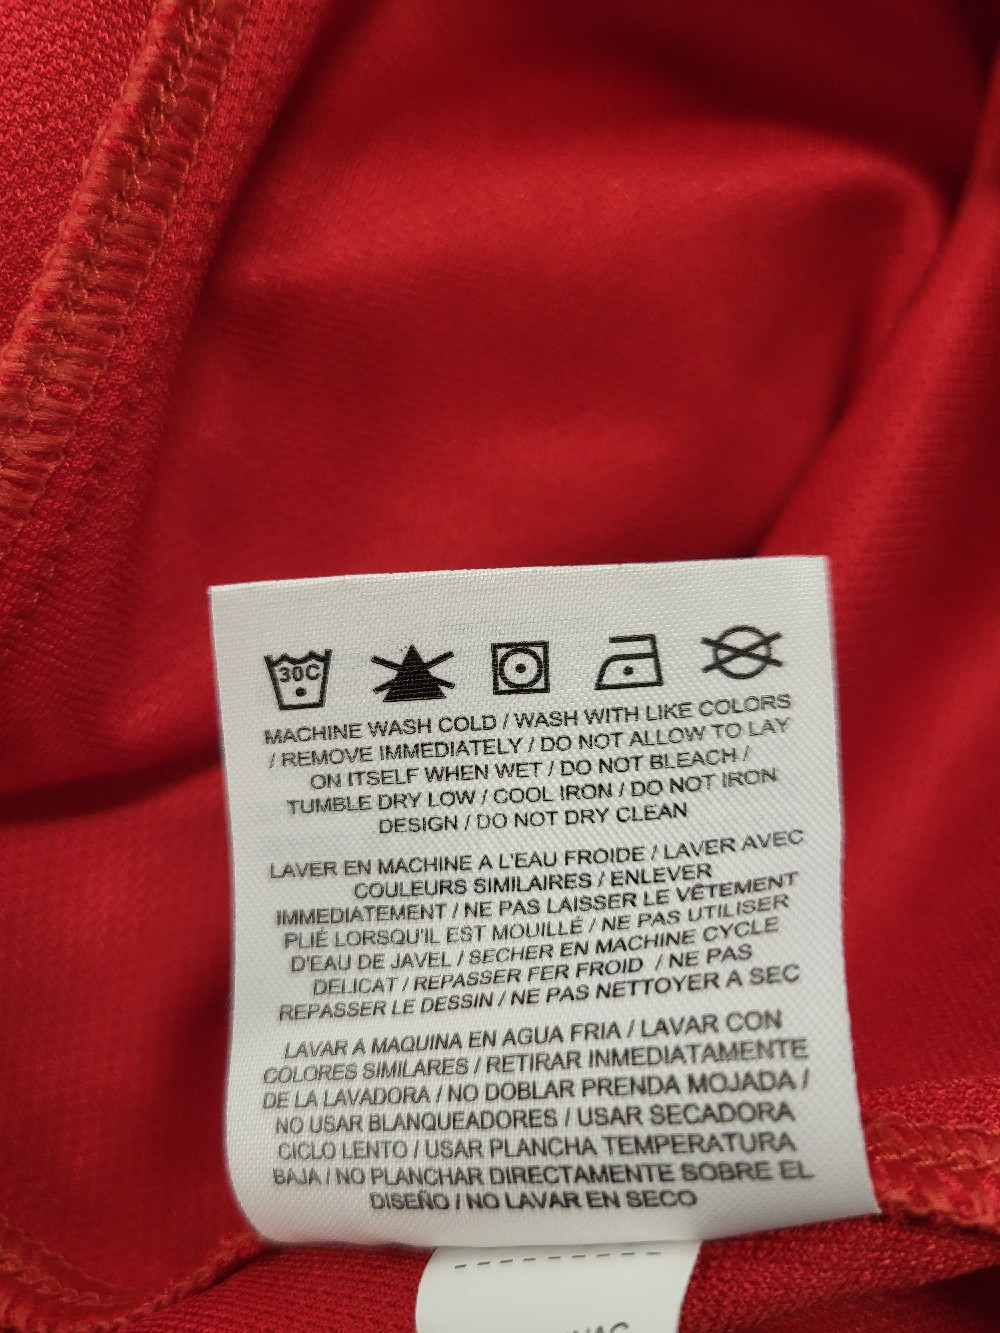 30C
MACHINE WASH COLD / WASH WITH LIKE COLORS
/ REMOVE IMMEDIATELY / DO NOT ALLOW TO LAY
ON ITSELF WHEN WET / DO NOT BLEACH /
TUMBLE DRY LOW / COOL IRON / DO NOT IRON
DESIGN / DO NOT DRY CLEAN
LAVER EN MACHINE A L'EAU FROIDE / LAVER AVEC
COULEURS SIMILAIRES / ENLEVER
IMMEDIATEMENT / NE PAS LAISSER LE VÊTEMENT
PLIÉ LORSQU'IL EST MOUILLÉ / NE PAS UTILISER
D'EAU DE JAVEL / SECHER EN MACHINE CYCLE
DELICAT / REPASSER FER FROID / NE PAS
REPASSER LE DESSIN / NE PAS NETTOYER A SEC
LAVAR A MAQUINA EN AGUA FRIA / LAVAR CON
COLORES SIMILARES / RETIRAR INMEDIATAMENTE
DE LA LAVADORA / NO DOBLAR PRENDA MOJADA /
NO USAR BLANQUEADORES / USAR SECADORA
CICLO LENTO / USAR PLANCHA TEMPERATURA
BAJA / NO PLANCHAR DIRECTAMENTE SOBRE EL
DISEÑO / NO LAVAR EN SECO